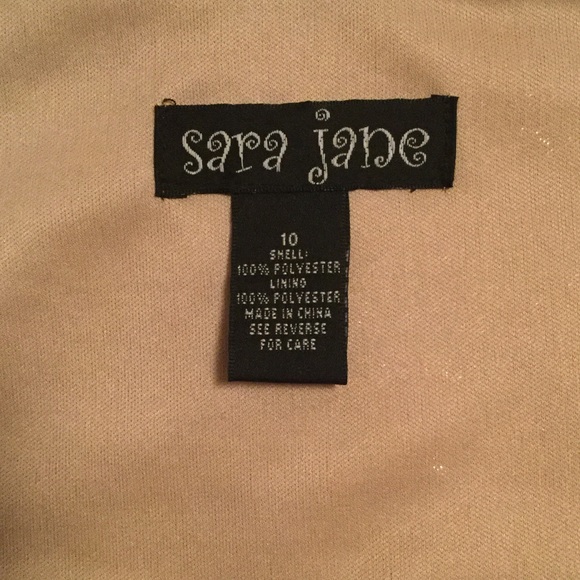 sara jane
10
SHELL:
100% POLYESTER
LINING
100% POLYESTER
MADE IN CHINA
SEE REVERSE
FOR CARE